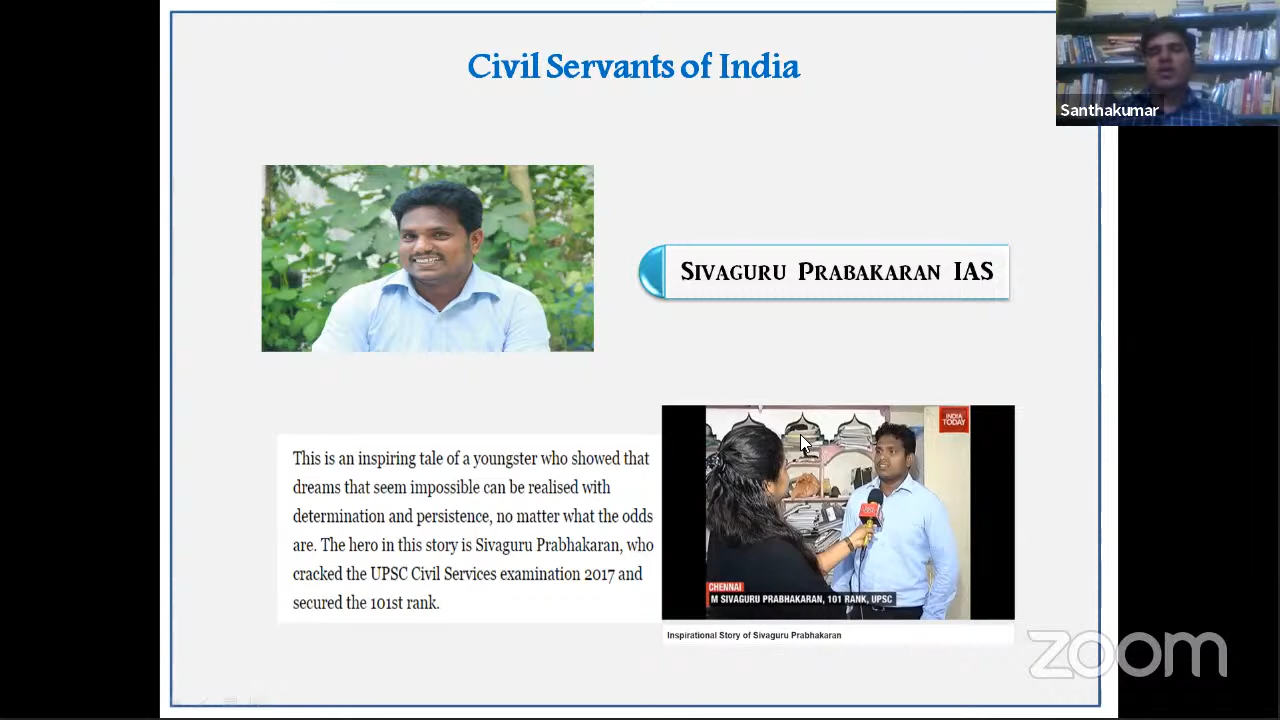 Civil Servants of India
Santhakumar
SIVAGURU PRABAKARAN IAS
This is an inspiring tale of a youngster who showed that
dreams that seem impossible can be realised with
determination and persistence, no matter what the odds
are. The hero in this story is Sivaguru Prabhakaran, who
cracked the UPSC Civil Services examination 2017 and
secured the 101st rank.
INDIA
TODAY
CHENNAI
M SIVAGURU PRABHAKARAN, 101 RANK, UPSC
Inspirational Story of Sivaguru Prabhakaran
zoom